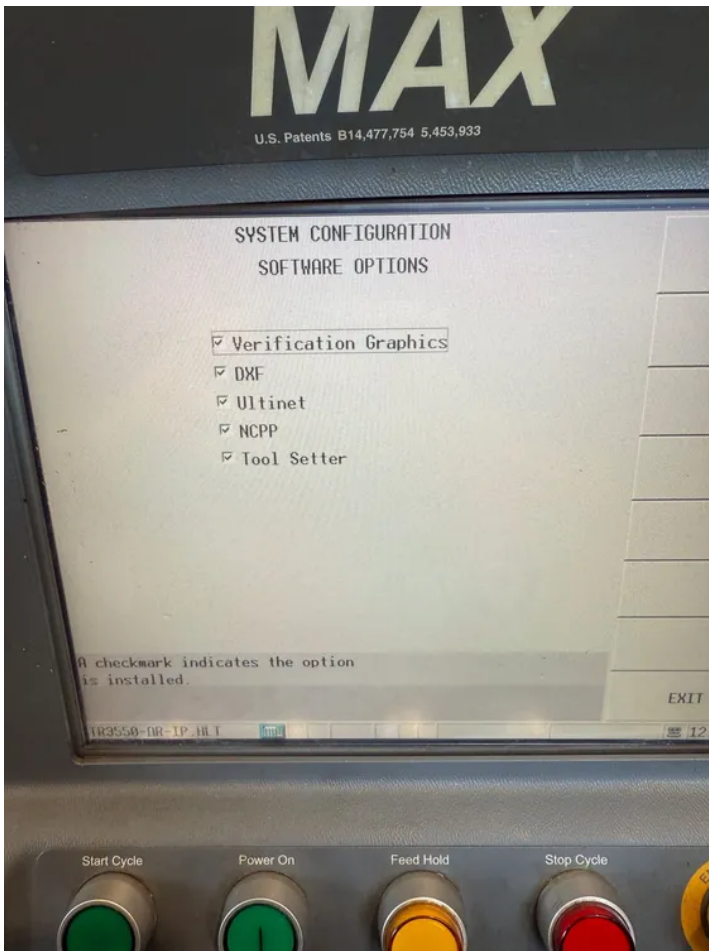 MAX
U.S. Patents B14,477,754 5,453,933
SYSTEM CONFIGURATION
SOFTWARE OPTIONS
Verification Graphics
DXF
Ultinet
NCPP
Tool Setter
A checkmark indicates the option
is installed.
EXIT
12
Start Cycle
Power On
Feed Hold
Stop Cycle